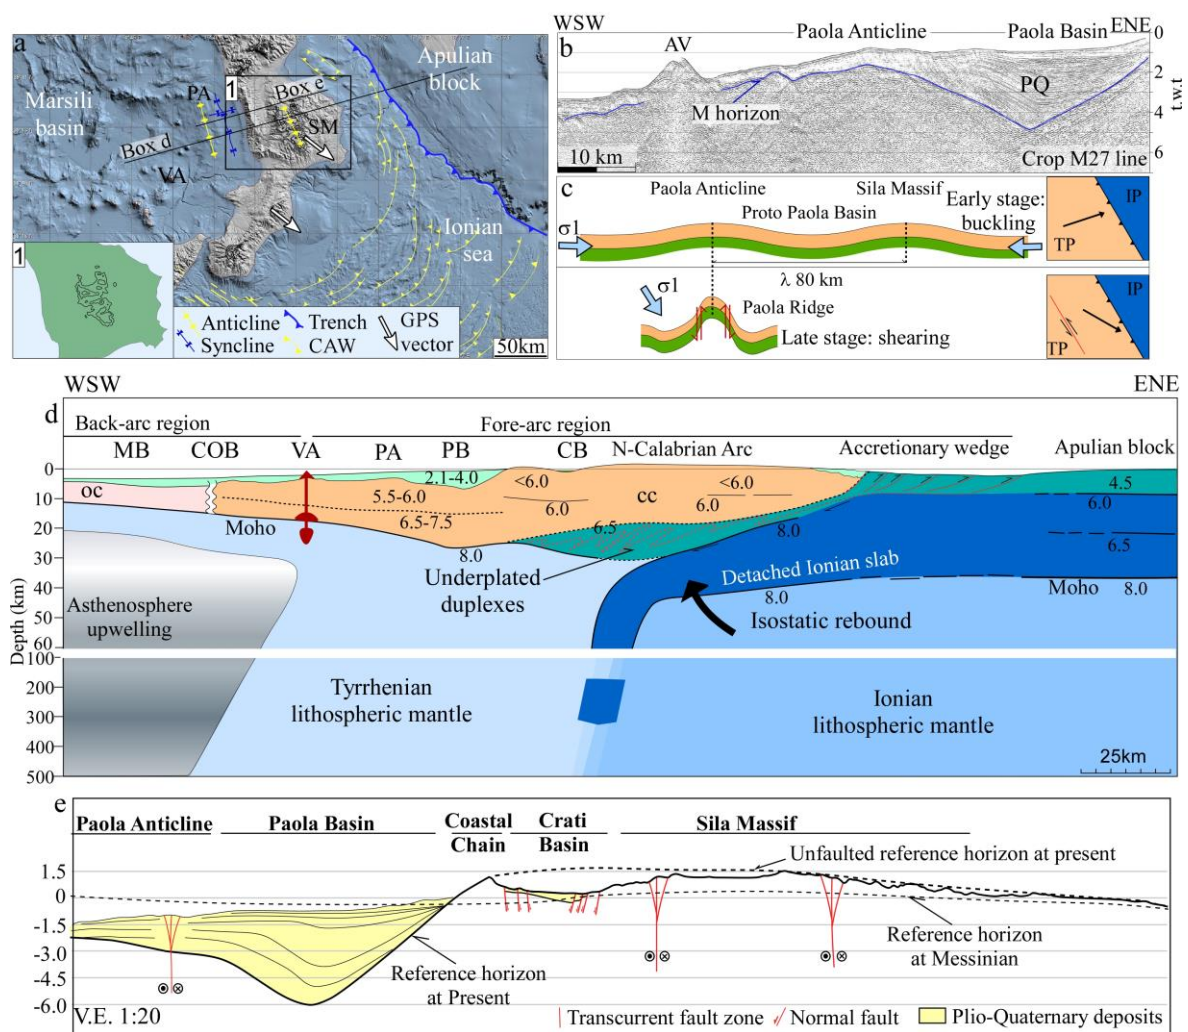 a
Marsili
basin
PA
1
Box e
Apulian
block
SM
Box d
VA
Ionian
sea
1
Anticline
Trench
GPS
vector
Syncline
CAW
50km
WSW
ENE
b
AV
Paola Anticline
Paola Basin
PQ
M horizon
10 km
Crop M27 line
0
2
4
6
t.w.t
c
Paola Anticline
Sila Massif
Proto Paola Basin
Early stage:
buckling
σ1
λ 80 km
IP
TP
σ1
Paola Ridge
Late stage: shearing
IP
TP
WSW
ENE
d
Back-arc region
Fore-arc region
MB
COB
VA
PA
PB
CB
N-Calabrian Arc
Accretionary wedge
Apulian block
0
10
20
30
40
50
60
100
200
300
400
500
Depth (km)
oc
2.1-4.0
5.5-6.0
6.5-7.5
<6.0
6.0
cc
<6.0
6.0
6.5
8.0
8.0
4.5
6.0
6.5
8.0
8.0
Moho
Moho
Underplated
duplexes
Detached Ionian slab
Isostatic rebound
Asthenosphere
upwelling
Tyrrhenian
lithospheric mantle
Ionian
lithospheric mantle
25km
e
Paola Anticline
Paola Basin
Coastal
Chain
Crati
Basin
Sila Massif
1.5
0
-1.5
-3.0
-4.5
-6.0
Unfaulted reference horizon at present
Reference horizon
at Messinian
Reference horizon
at Present
V.E. 1:20
Transcurrent fault zone
Normal fault
Plio-Quaternary deposits